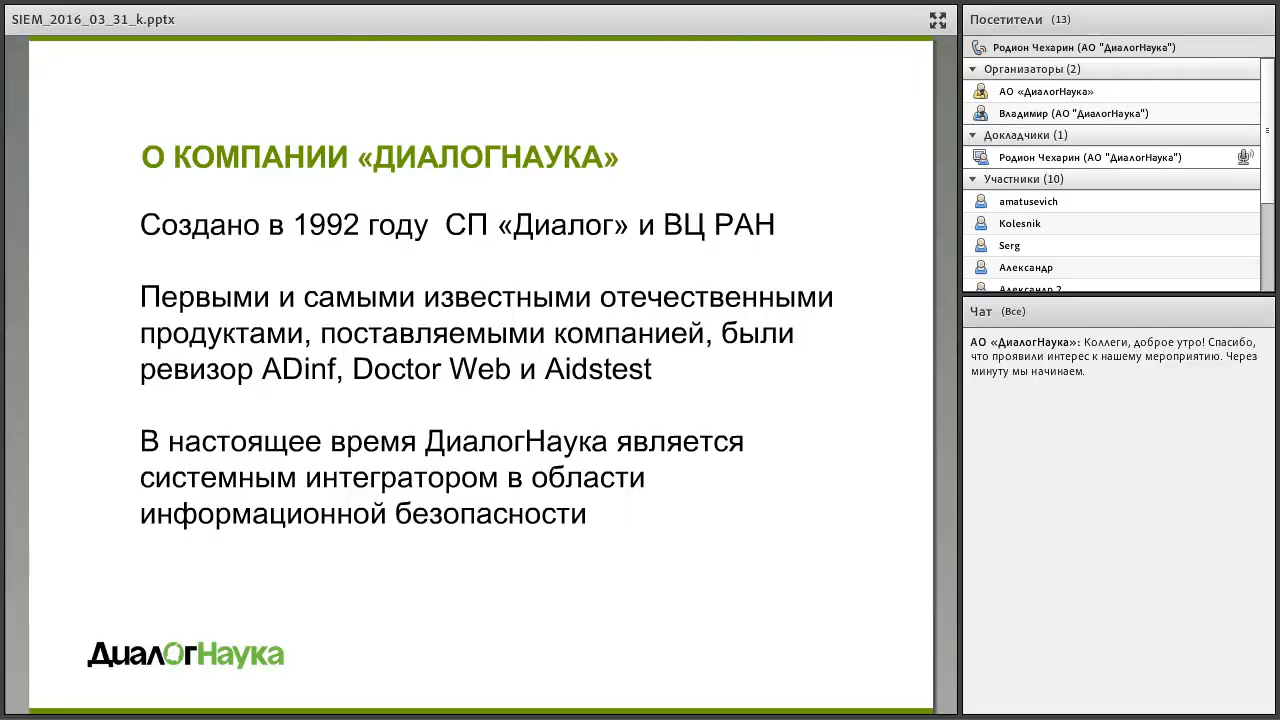 SIEM_2016_03_31_k.pptx
О КОМПАНИИ «ДИАЛОГНАУКА»
Создано в 1992 году СП «Диалог» и ВЦ РАН
Первыми и самыми известными отечественными
продуктами, поставляемыми компанией, были
ревизор ADinf, Doctor Web и Aidstest
В настоящее время ДиалогНаука является
системным интегратором в области
информационной безопасности
ДиалОгНаука
Посетители (13)
Родион Чехарин (АО "ДиалогНаука")
Организаторы (2)
АО «ДиалогНаука»
Владимир (АО "ДиалогНаука")
Докладчики (1)
Родион Чехарин (АО "ДиалогНаука")
Участники (10)
amatusevich
Kolesnik
Serg
Александр
Александр 2
Чат (Все)
АО «ДиалогНаука»: Коллеги, доброе утро! Спасибо,
что проявили интерес к нашему мероприятию. Через
минуту мы начинаем.